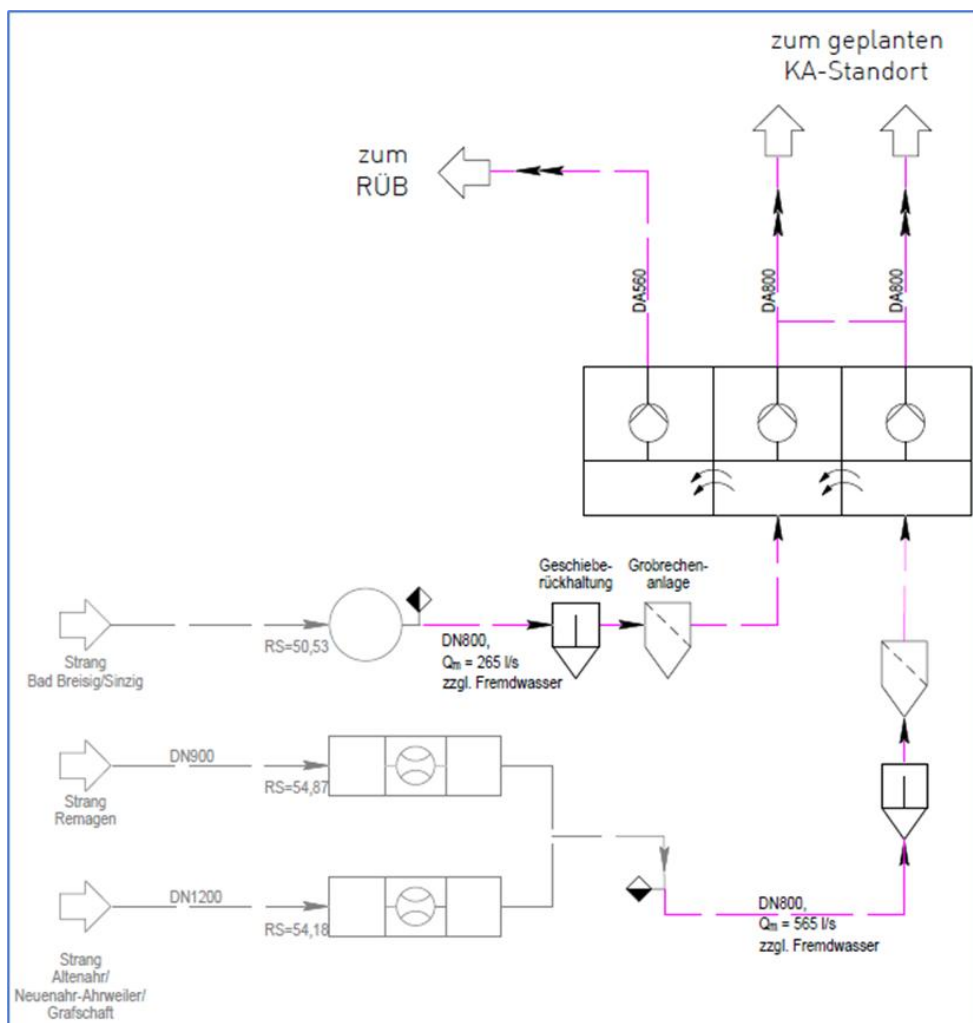 zum geplanten
KA-Standort
zum
RÜB
DA560
DA800
DA800
Geschiebe-
rückhaltung
Grobrechen-
anlage
RS=50,53
Strang
Bad Breisig/Sinzig
DN800,
Qm = 265 l/s
zzgl. Fremdwasser
DN900
RS=54,87
Strang
Remagen
DN1200
RS=54,18
Strang
Altenahr/
Neuenahr-Ahrweiler/
Grafschaft
DN800,
Qm = 565 l/s
zzgl. Fremdwasser